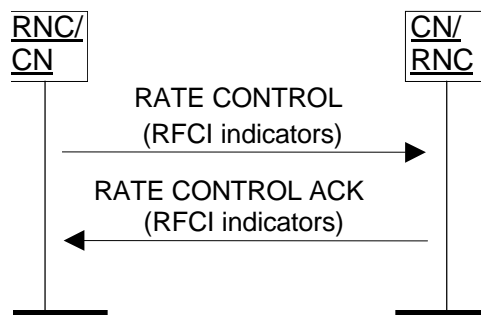 RNC/
CN
CN/
RNC
RATE CONTROL
(RFCI indicators)
RATE CONTROL ACK
(RFCI indicators)